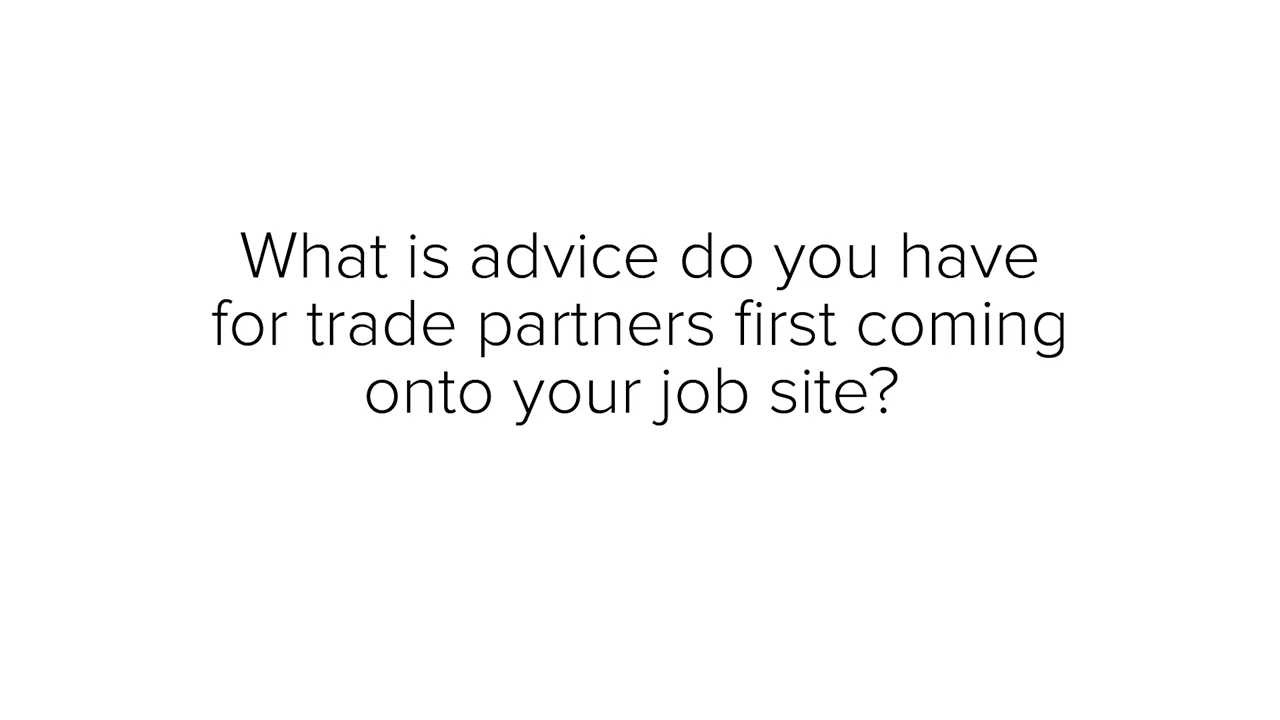 What is advice do you have
for trade partners first coming
onto your job site?